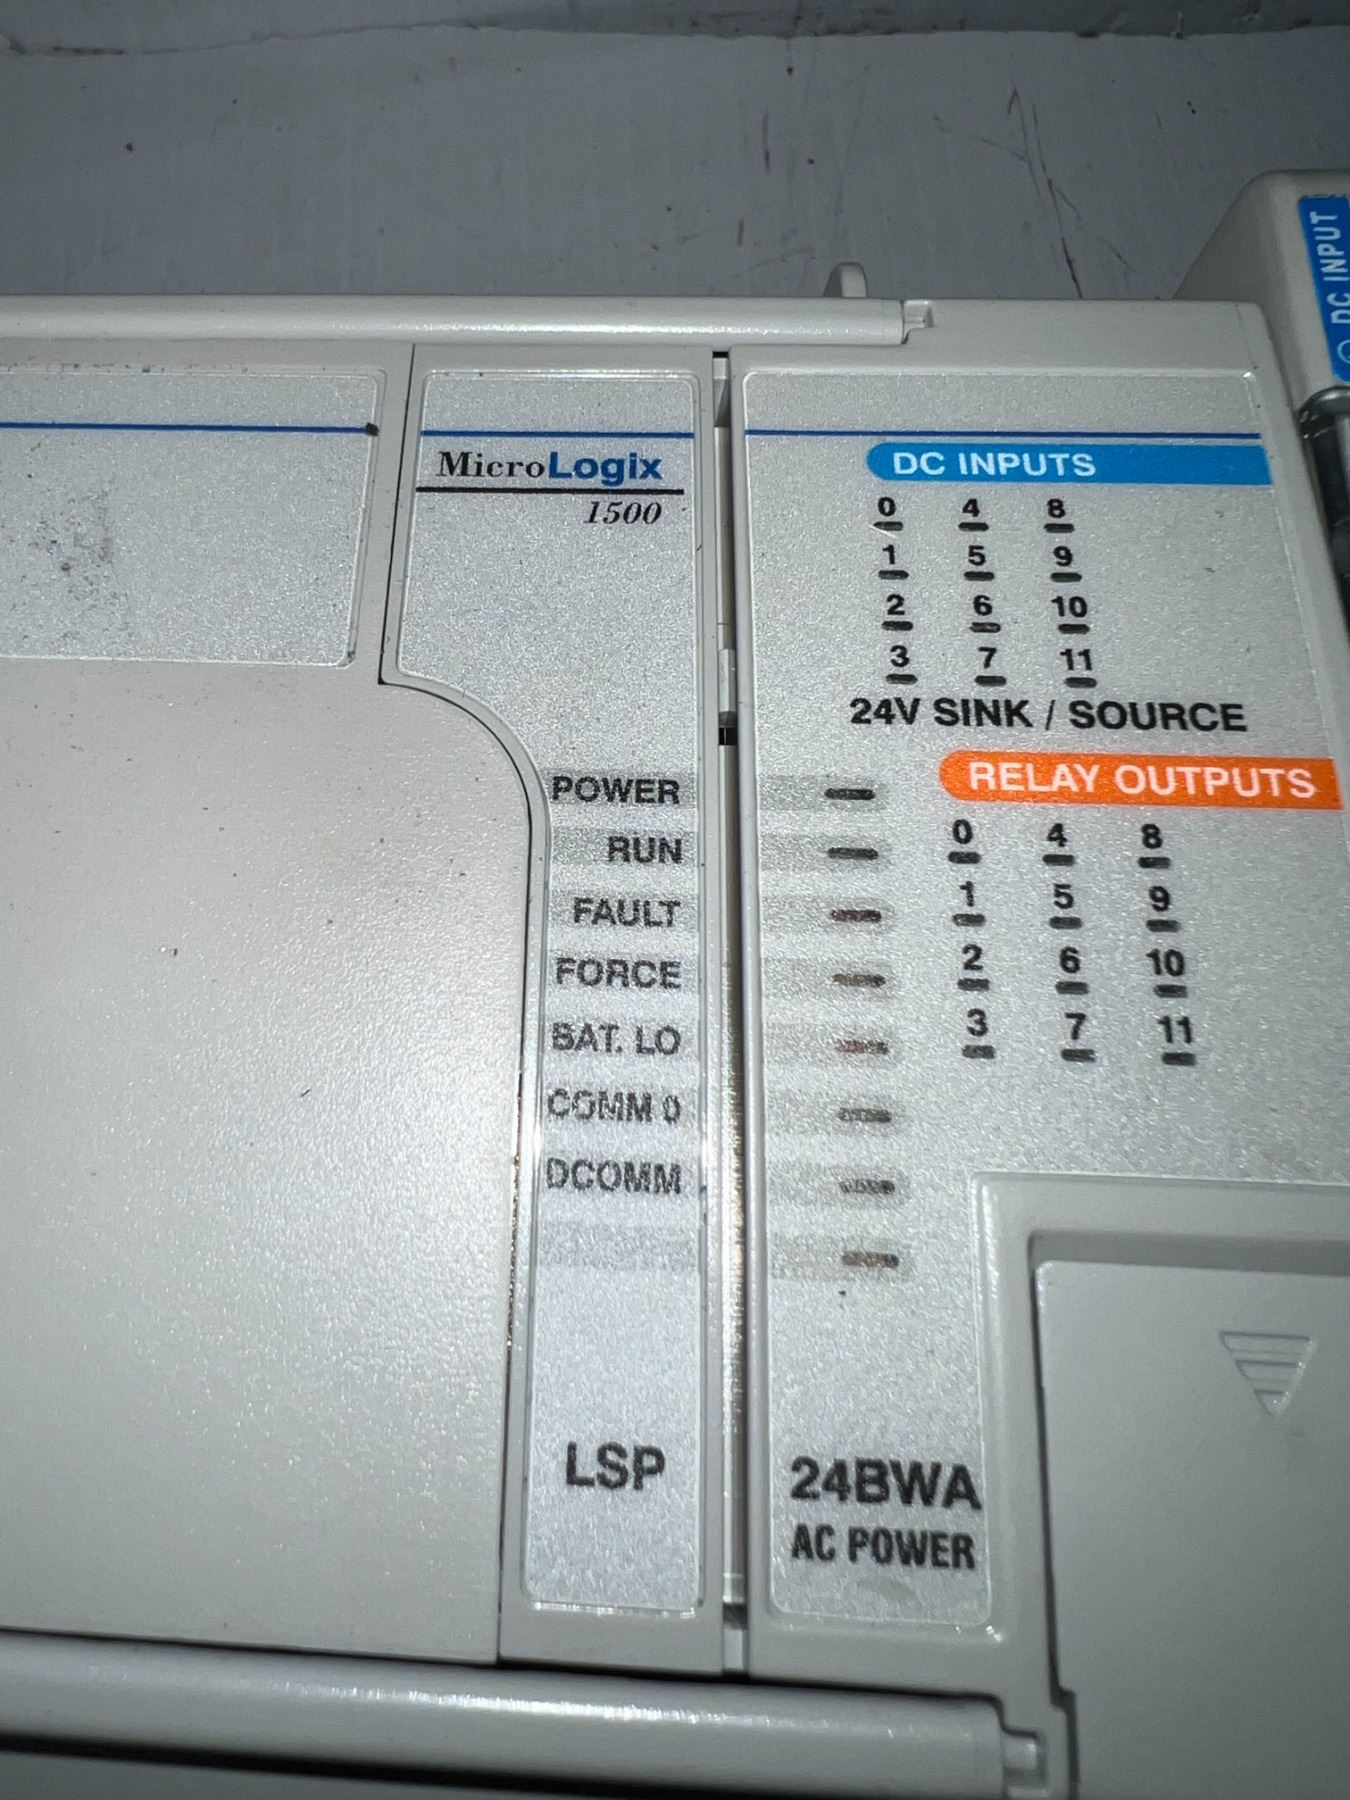 DC INPUT
MicroLogix
1500
POWER
RUN
FAULT
FORCE
BAT. LO
COMM 0
DCOMM
LSP
DC INPUTS
0 4 8
1 5 9
2 6 10
3 7 11
24V SINK / SOURCE
RELAY OUTPUTS
0 4 8
1 5 9
2 6 10
3 7 11
24BWA
AC POWER